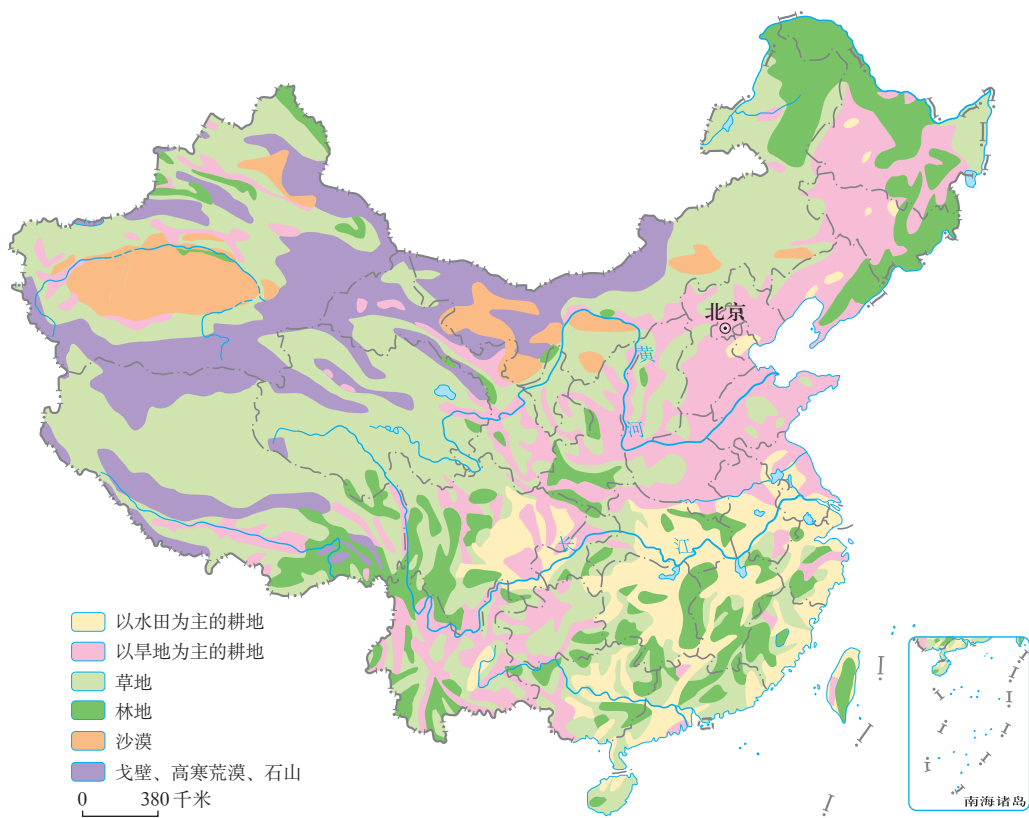 北京
黄
河
长
江
以水田为主的耕地
以旱地为主的耕地
草地
林地
沙漠
戈壁、高寒荒漠、石山
0 380千米
南海诸岛